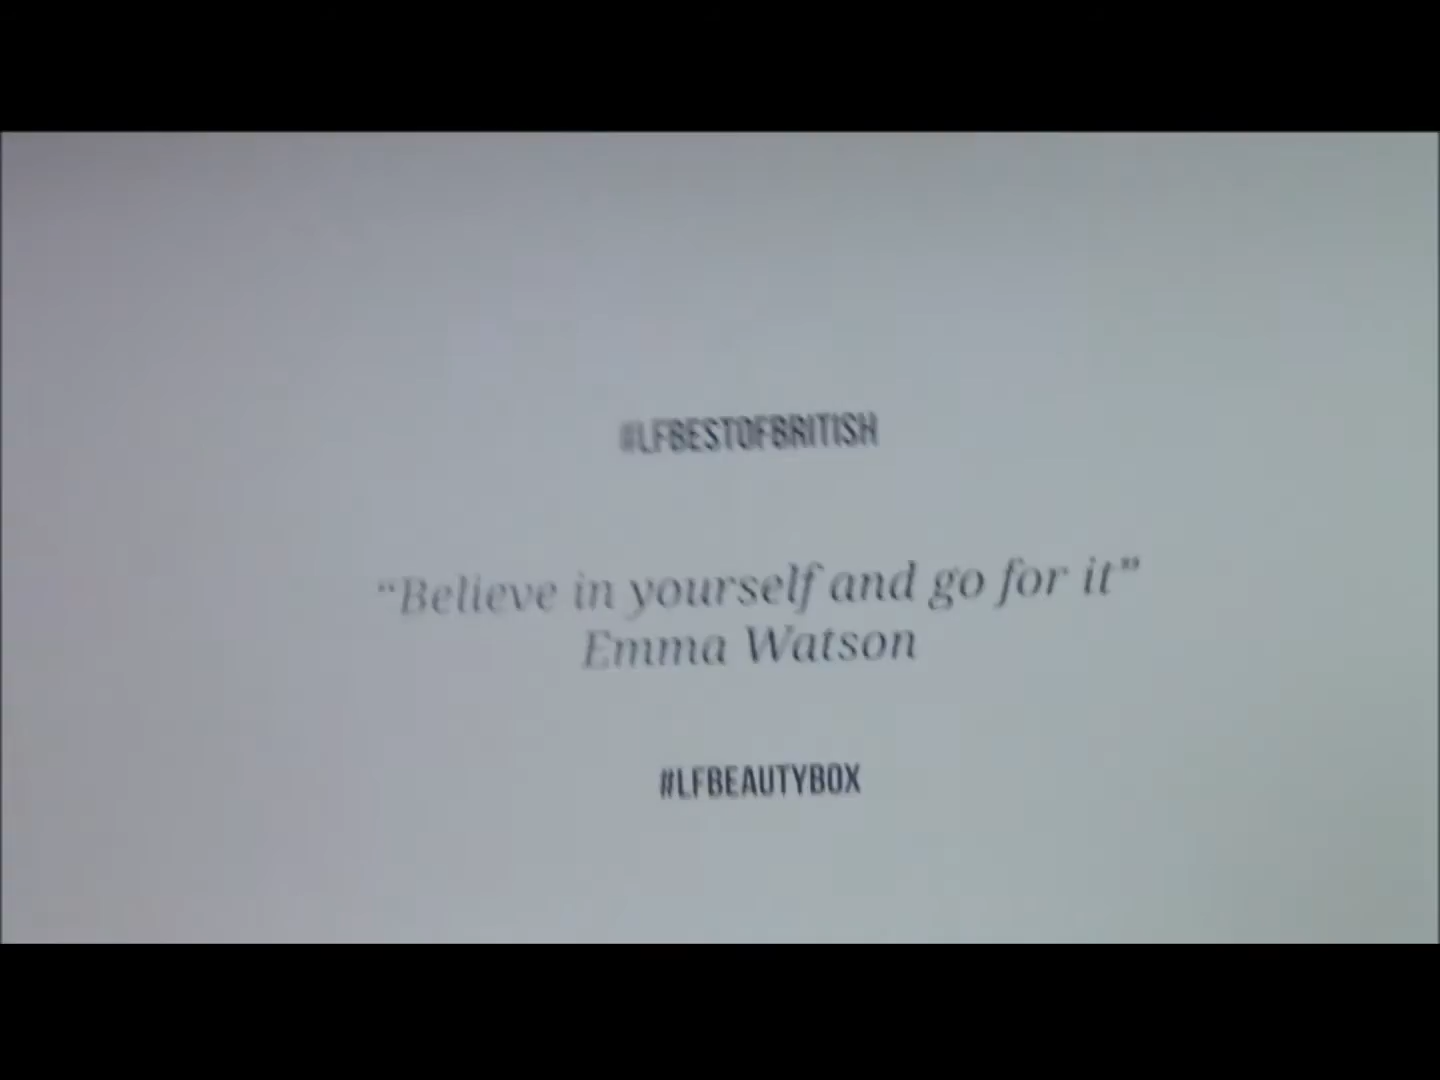 #LFBESTOFBRITISH
“Believe in yourself and go for it”
Emma Watson
#LFBEAUTYBOX